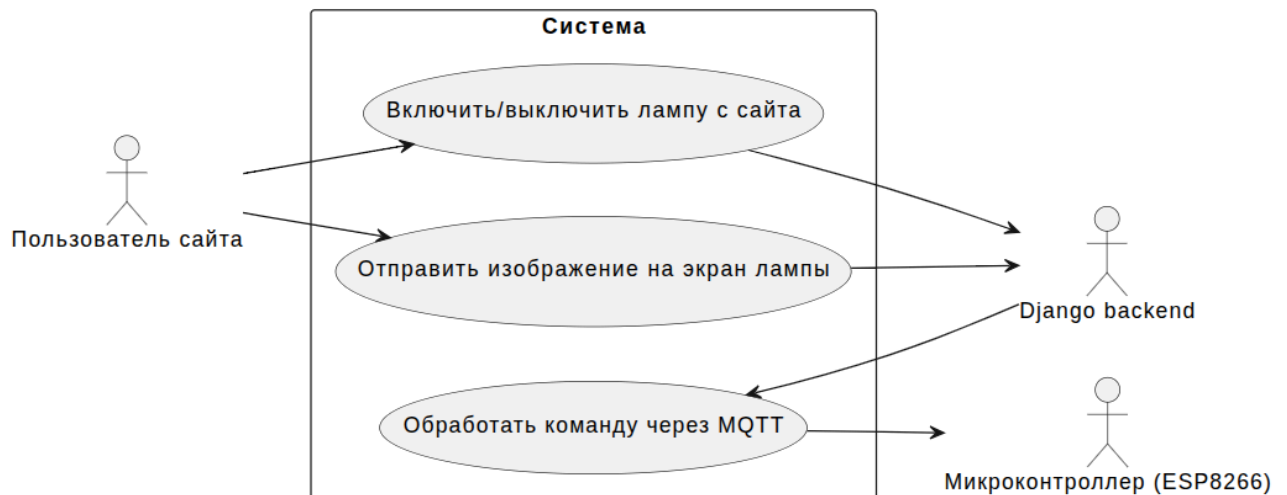 Система
Включить/выключить лампу с сайта
Пользователь сайта
Отправить изображение на экран лампы
Django backend
Обработать команду через MQTT
Микроконтроллер (ESP8266)